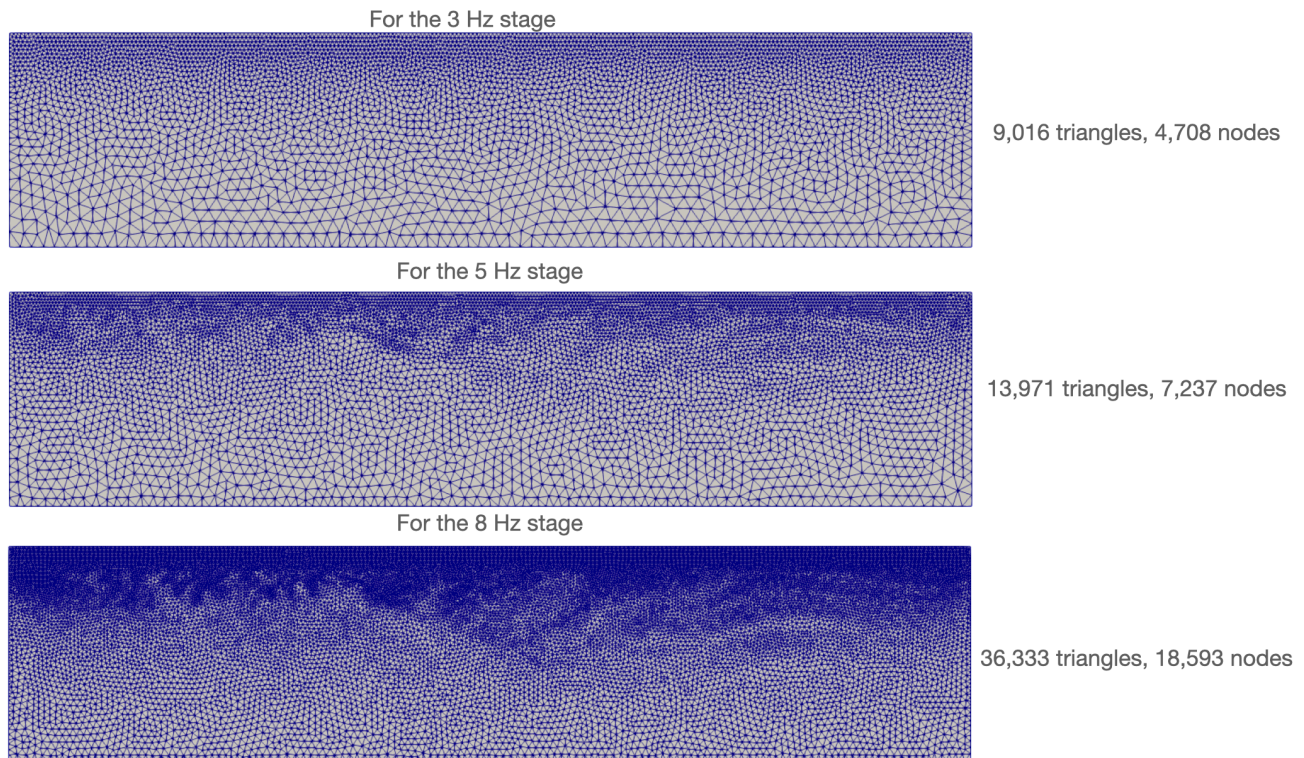 For the 3 Hz stage
9,016 triangles, 4,708 nodes
For the 5 Hz stage
13,971 triangles, 7,237 nodes
For the 8 Hz stage
36,333 triangles, 18,593 nodes